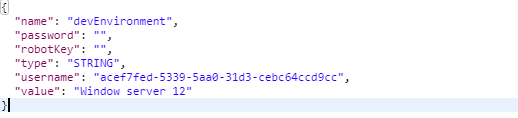 {
"name": "devEnvironment",
"password": "",
"robotKey": "",
"type": "STRING",
"username": "acef7fed-5339-5aa0-31d3-cebc64ccd9cc",
"value": "Window server 12"
}